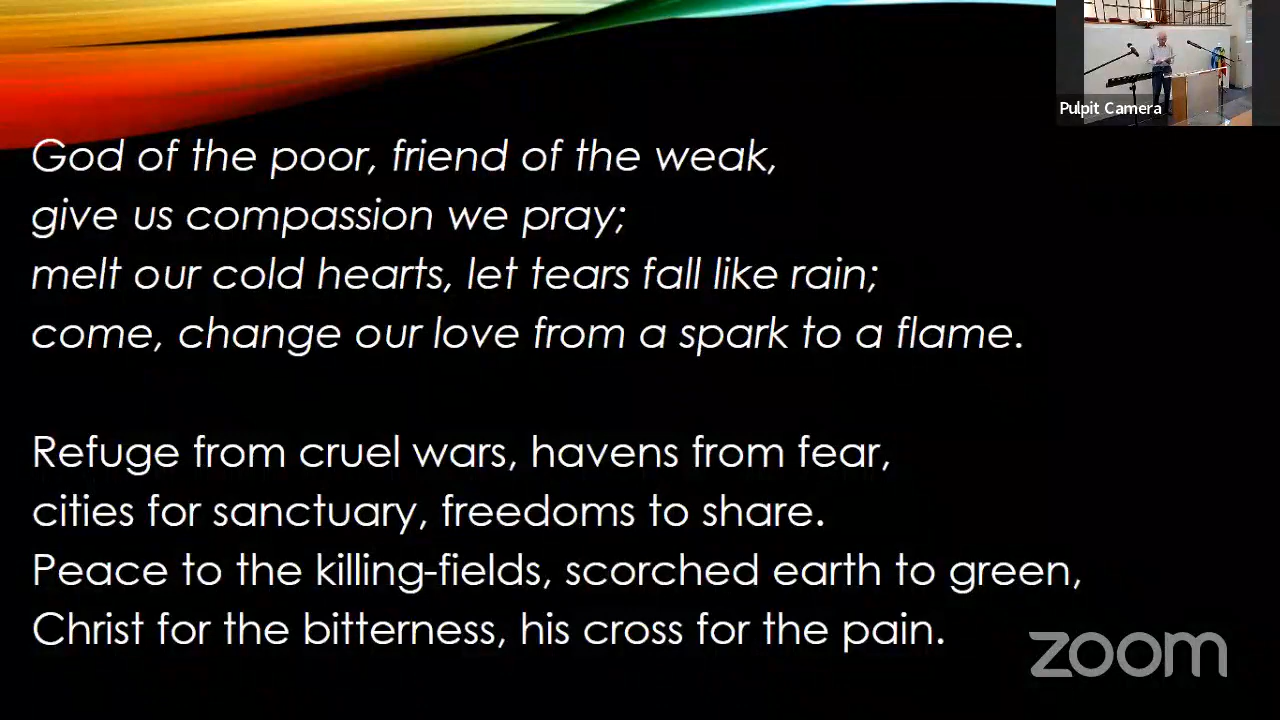 Pulpit Camera
God of the poor, friend of the weak,
give us compassion we pray;
melt our cold hearts, let tears fall like rain;
come, change our love from a spark to a flame.
Refuge from cruel wars, havens from fear,
cities for sanctuary, freedoms to share.
Peace to the killing-fields, scorched earth to green,
Christ for the bitterness, his cross for the pain.
zoom